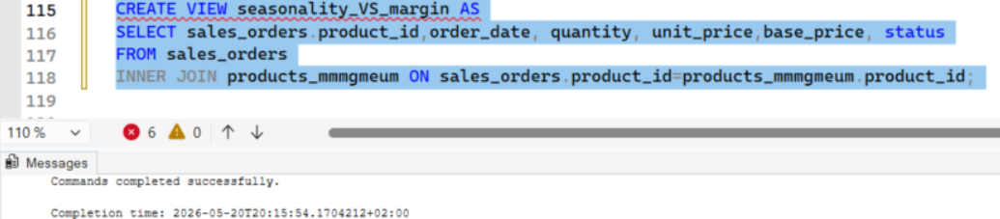 115 CREATE VIEW seasonality_VS_margin AS
116 SELECT sales_orders.product_id,order_date, quantity, unit_price,base_price, status
117 FROM sales_orders
118 INNER JOIN products_mmmgmeum ON sales_orders.product_id=products_mmmgmeum.product_id;
119
110 % 6 0
Messages
Commands completed successfully.
Completion time: 2026-05-20T20:15:54.1704212+02:00